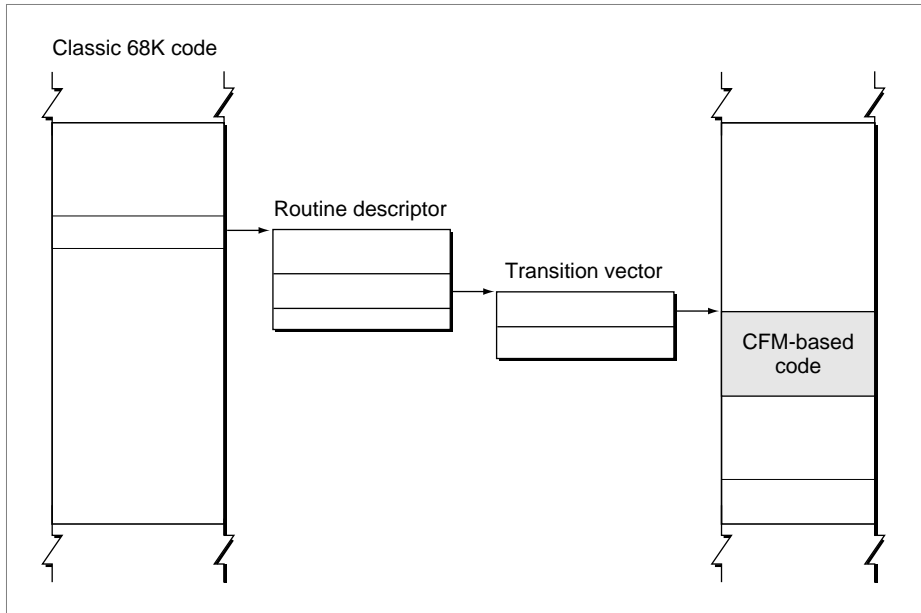 Classic 68K code
Routine descriptor
Transition vector
CFM-based
code